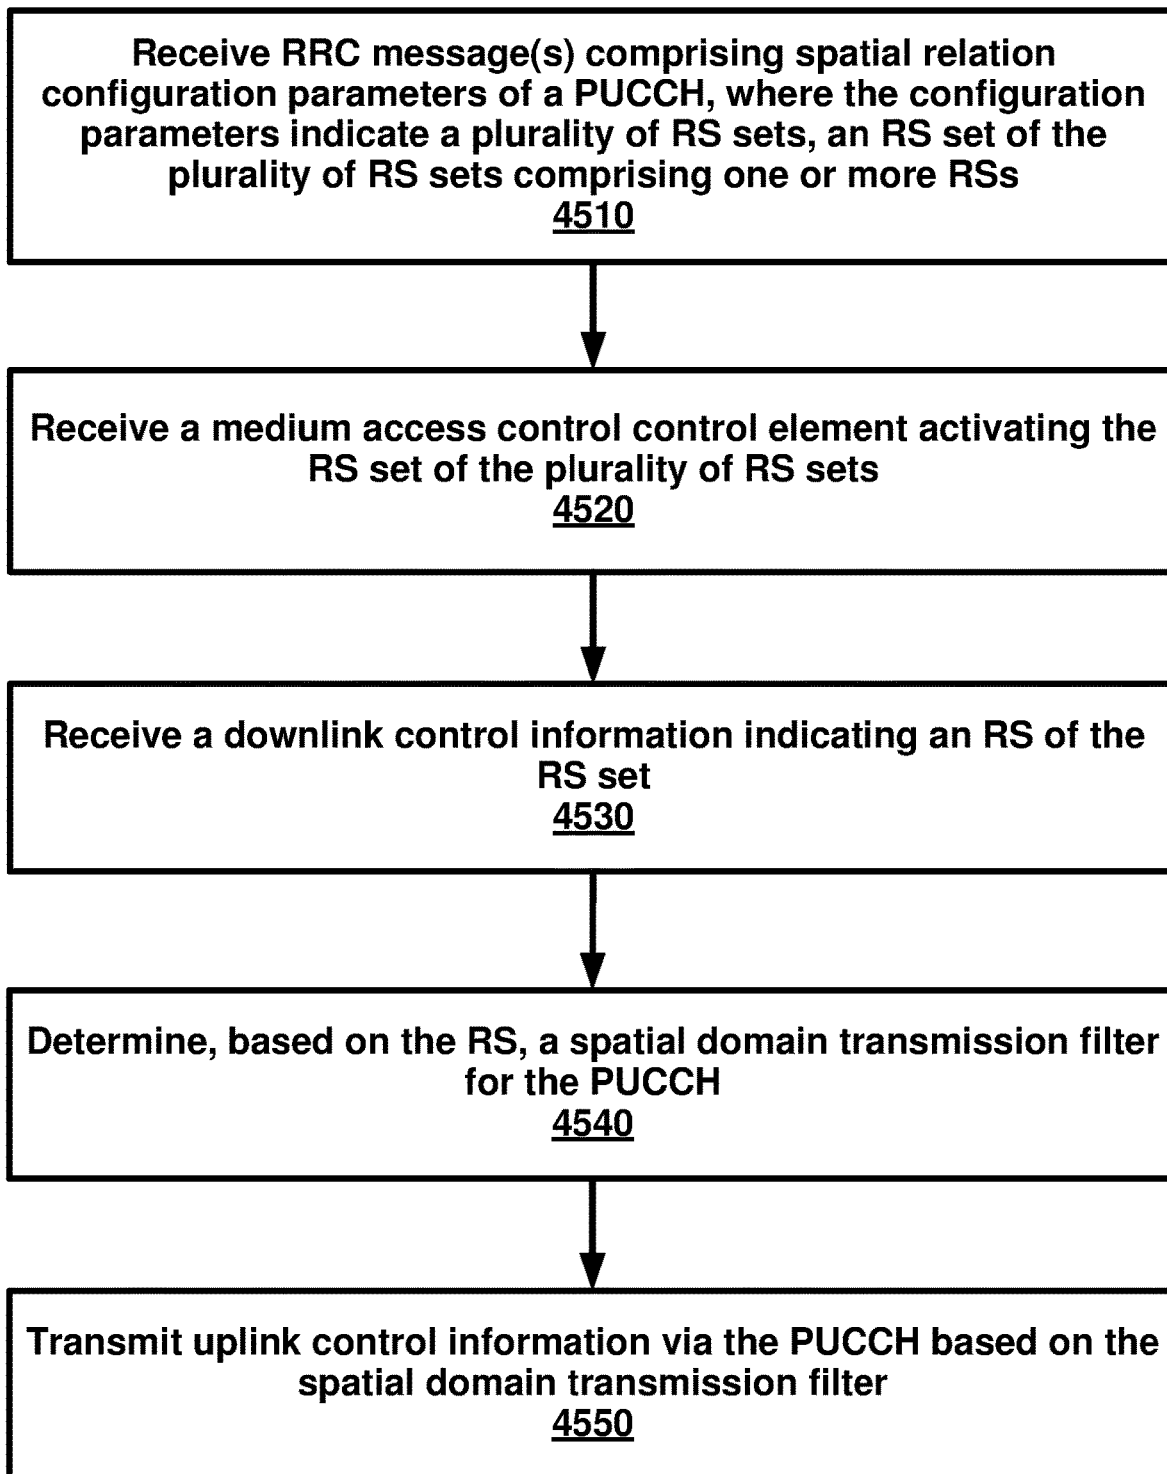 Receive RRC message(s) comprising spatial relation
configuration parameters of a PUCCH, where the configuration
parameters indicate a plurality of RS sets, an RS set of the
plurality of RS sets comprising one or more RSs
4510
Receive a medium access control control element activating the
RS set of the plurality of RS sets
4520
Receive a downlink control information indicating an RS of the
RS set
4530
Determine, based on the RS, a spatial domain transmission filter
for the PUCCH
4540
Transmit uplink control information via the PUCCH based on the
spatial domain transmission filter
4550